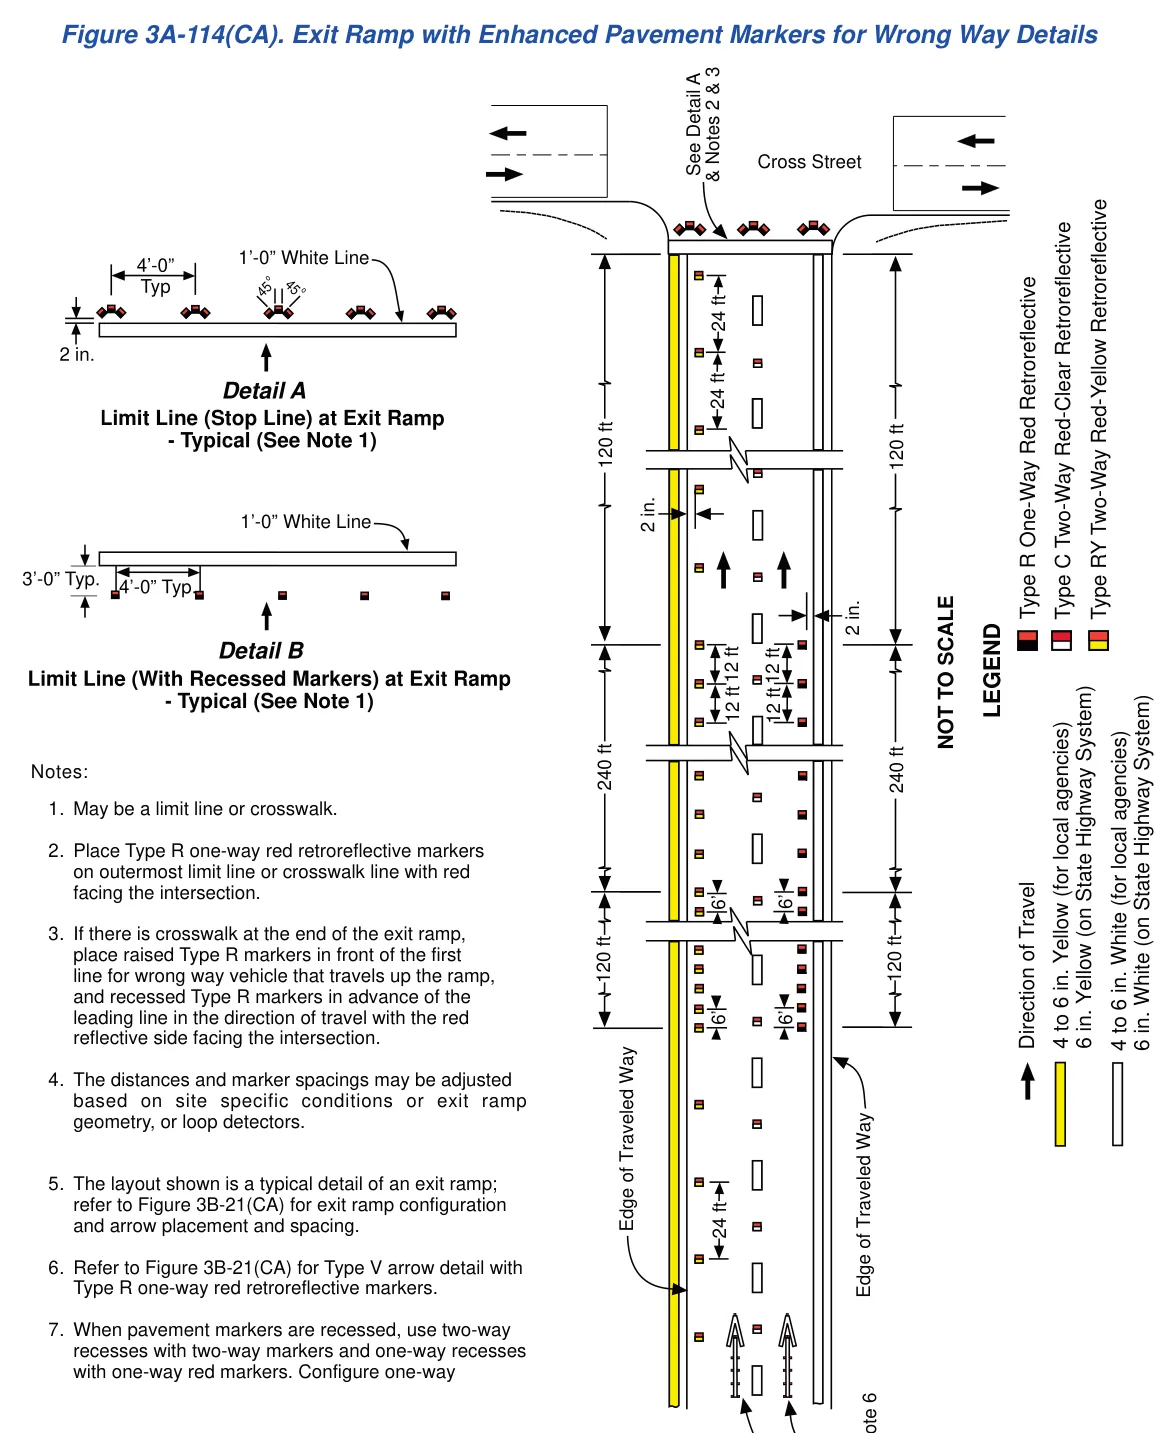 Figure 3A-114(CA). Exit Ramp with Enhanced Pavement Markers for Wrong Way Details
See Detail A
& Notes 2 & 3
Cross Street
4’-0”
Typ
1’-0” White Line
45°
45°
2 in.
Detail A
Limit Line (Stop Line) at Exit Ramp
- Typical (See Note 1)
1’-0” White Line
3’-0” Typ.
4’-0” Typ.
Detail B
Limit Line (With Recessed Markers) at Exit Ramp
- Typical (See Note 1)
Notes:
1. May be a limit line or crosswalk.
2. Place Type R one-way red retroreflective markers
on outermost limit line or crosswalk line with red
facing the intersection.
3. If there is crosswalk at the end of the exit ramp,
place raised Type R markers in front of the first
line for wrong way vehicle that travels up the ramp,
and recessed Type R markers in advance of the
leading line in the direction of travel with the red
reflective side facing the intersection.
4. The distances and marker spacings may be adjusted
based on site specific conditions or exit ramp
geometry, or loop detectors.
5. The layout shown is a typical detail of an exit ramp;
refer to Figure 3B-21(CA) for exit ramp configuration
and arrow placement and spacing.
6. Refer to Figure 3B-21(CA) for Type V arrow detail with
Type R one-way red retroreflective markers.
7. When pavement markers are recessed, use two-way
recesses with two-way markers and one-way recesses
with one-way red markers. Configure one-way
120 ft
24 ft
24 ft
120 ft
2 in.
2 in.
12 ft
12 ft
12 ft
12 ft
240 ft
240 ft
6’
6’
120 ft
120 ft
6’
6’
Edge of Traveled Way
24 ft
Edge of Traveled Way
ote 6
NOT TO SCALE
LEGEND
Type R One-Way Red Retroreflective
Type C Two-Way Red-Clear Retroreflective
Type RY Two-Way Red-Yellow Retroreflective
Direction of Travel
4 to 6 in. Yellow (for local agencies)
6 in. Yellow (on State Highway System)
4 to 6 in. White (for local agencies)
6 in. White (on State Highway System)